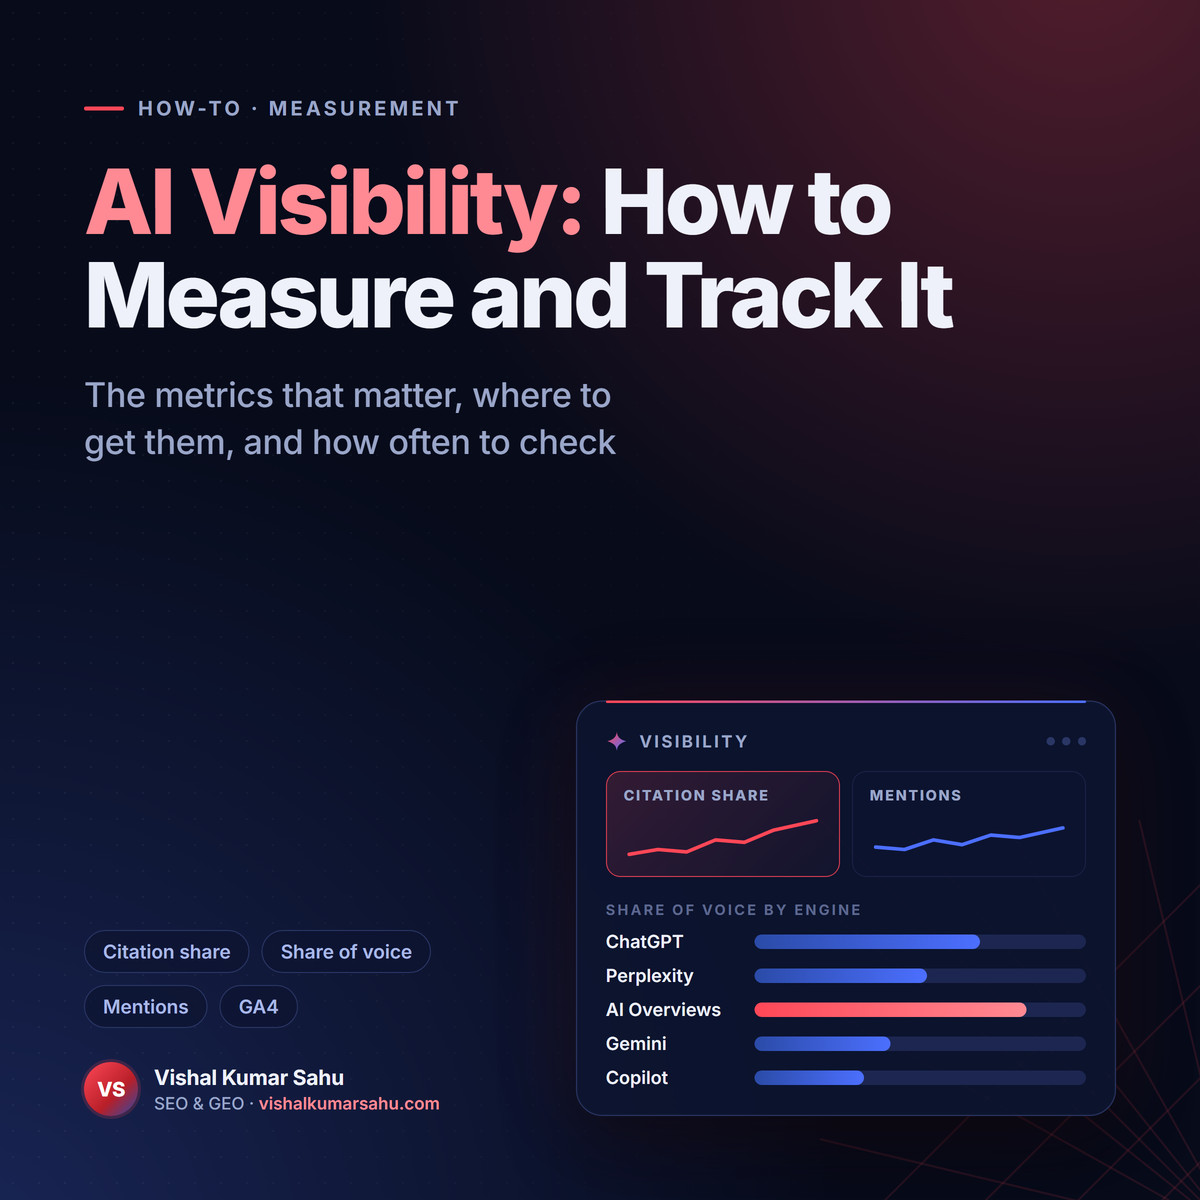 HOW-TO · MEASUREMENT
AI Visibility: How to
Measure and Track It
The metrics that matter, where to
get them, and how often to check
VISIBILITY
CITATION SHARE
MENTIONS
SHARE OF VOICE BY ENGINE
ChatGPT
Perplexity
AI Overviews
Gemini
Copilot
Citation share
Share of voice
Mentions
GA4
VS
Vishal Kumar Sahu
SEO & GEO · vishalkumarsahu.com